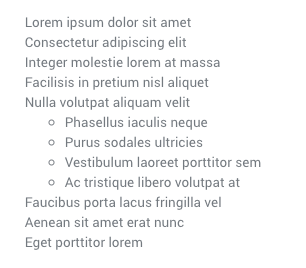 Lorem ipsum dolor sit amet
Consectetur adipiscing elit
Integer molestie lorem at massa
Facilisis in pretium nisl aliquet
Nulla volutpat aliquam velit
Phasellus iaculis neque
Purus sodales ultricies
Vestibulum laoreet porttitor sem
Ac tristique libero volutpat at
Faucibus porta lacus fringilla vel
Aenean sit amet erat nunc
Eget porttitor lorem